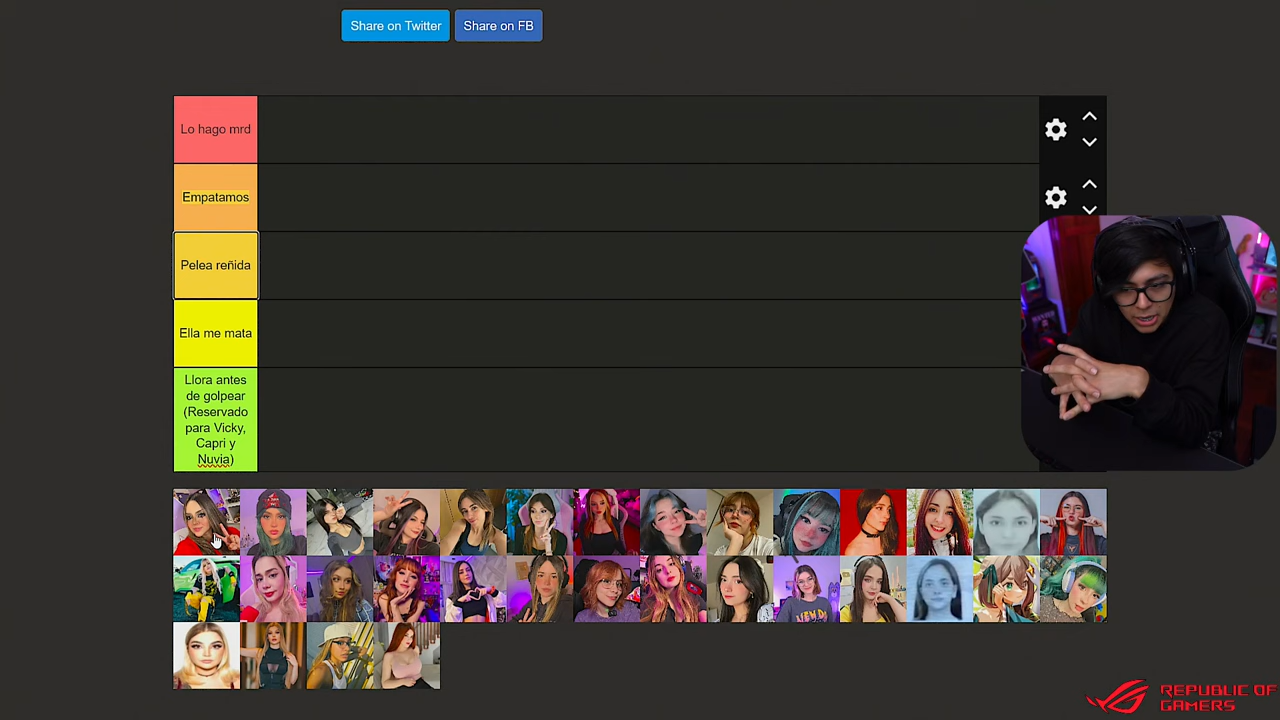 Share on Twitter
Share on FB
Lo hago mrd
Empatamos
Pelea reñida
Ella me mata
Llora antes
de golpear
(Reservado
para Vicky,
Capri y
Nuvia)
REPUBLIC OF
GAMERS